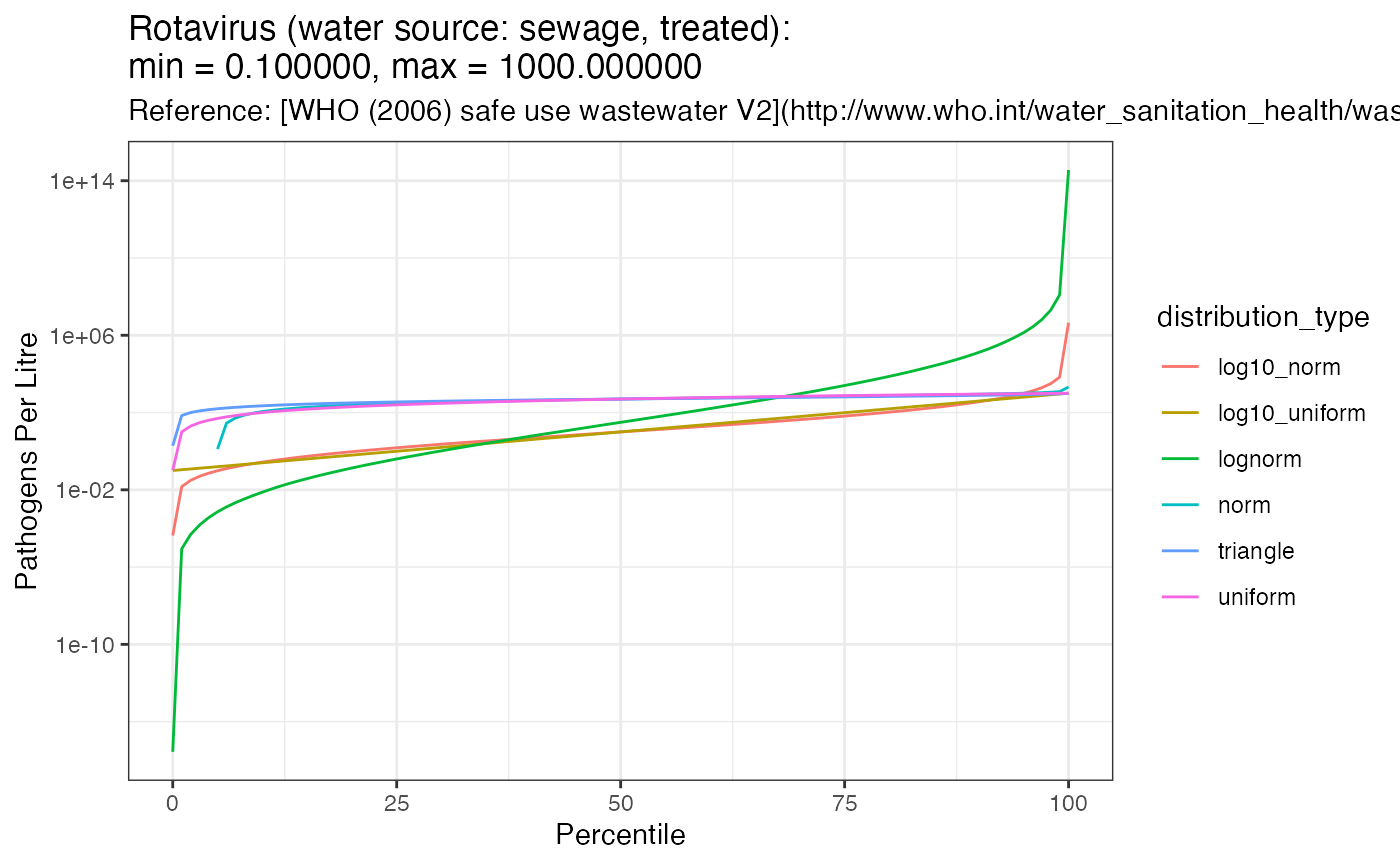 Rotavirus (water source: sewage, treated):
min = 0.100000, max = 1000.000000
Reference: [WHO (2006) safe use wastewater V2](http://www.who.int/water_sanitation_health/was
1e+14
1e+06
1e-02
1e-10
Pathogens Per Litre
0
25
50
75
100
Percentile
distribution_type
log10_norm
log10_uniform
lognorm
norm
triangle
uniform